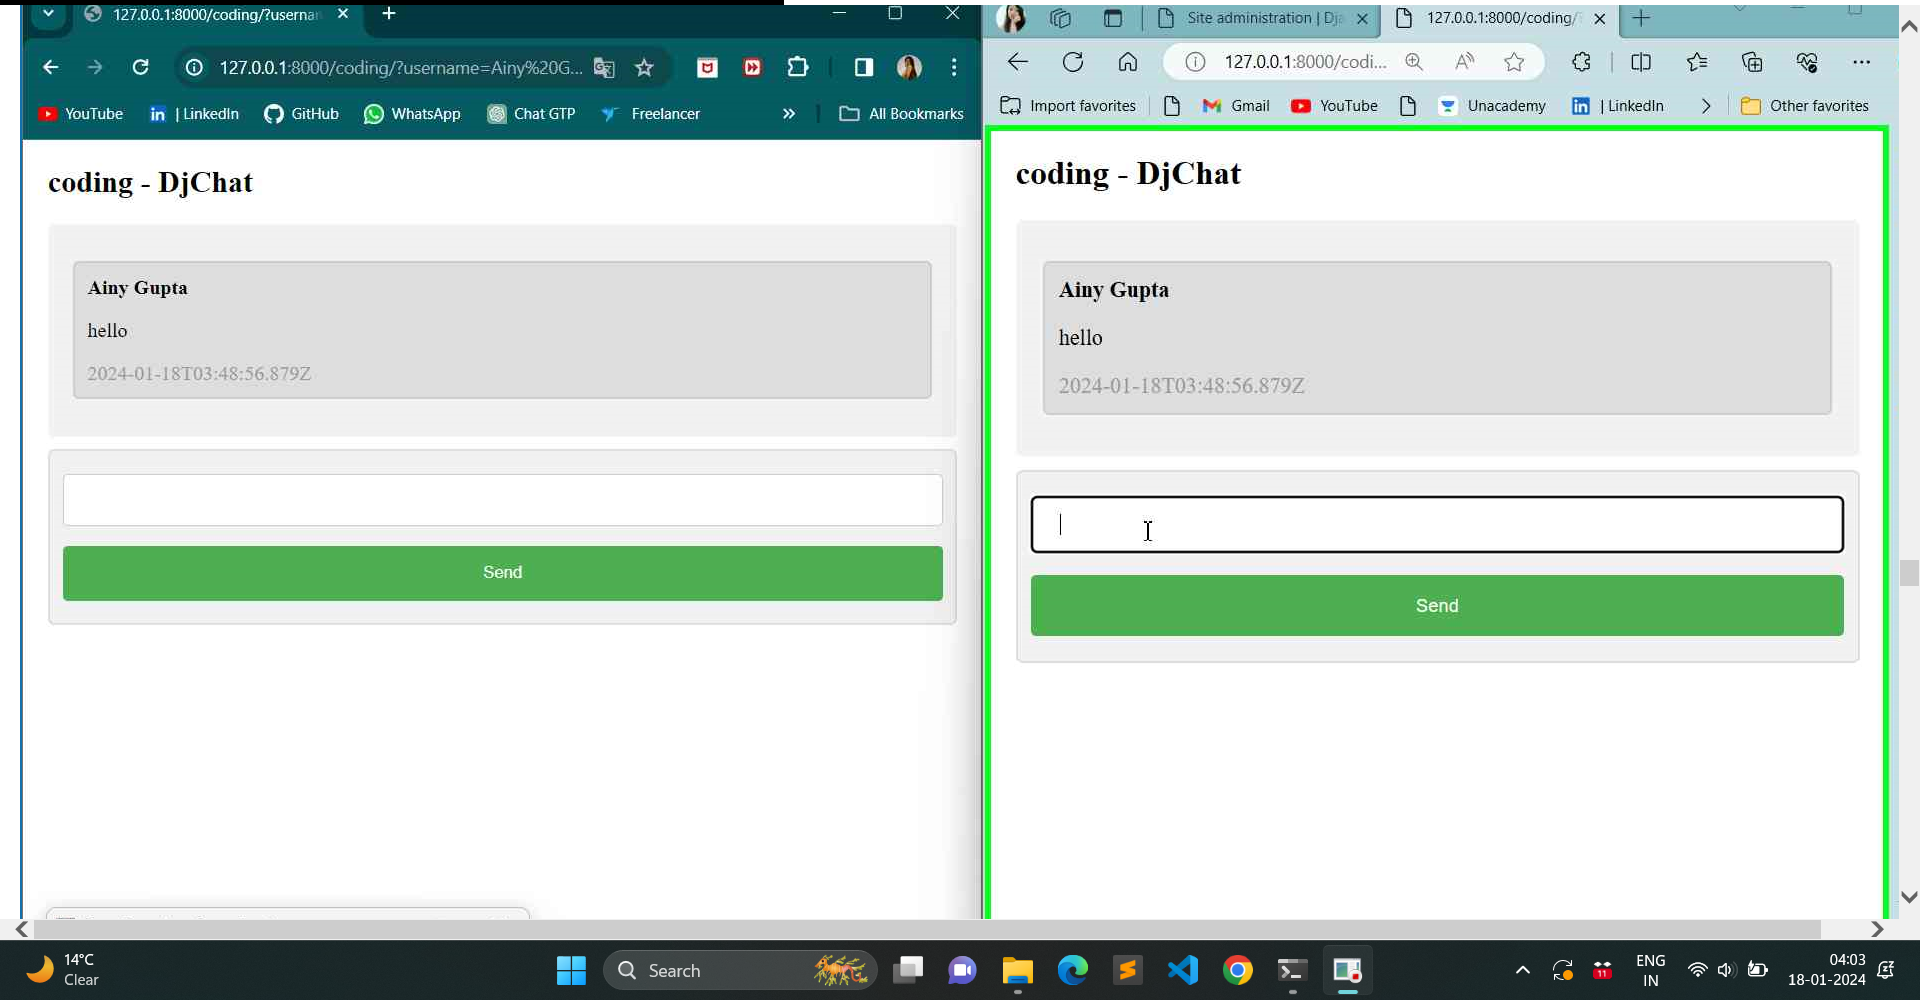 127.0.0.1:8000/coding/?userna
127.0.0.1:8000/coding/?username=Ainy%20G...
YouTube | LinkedIn GitHub WhatsApp Chat GTP Freelancer » All Bookmarks
coding - DjChat
Ainy Gupta
hello
2024-01-18T03:48:56.879Z
Send
Site administration | Dja
127.0.0.1:8000/coding/
127.0.0.1:8000/codi...
Import favorites Gmail YouTube Unacademy | LinkedIn Other favorites
coding - DjChat
Ainy Gupta
hello
2024-01-18T03:48:56.879Z
Send
14°C
Clear
Search
11
ENG
IN
04:03
18-01-2024